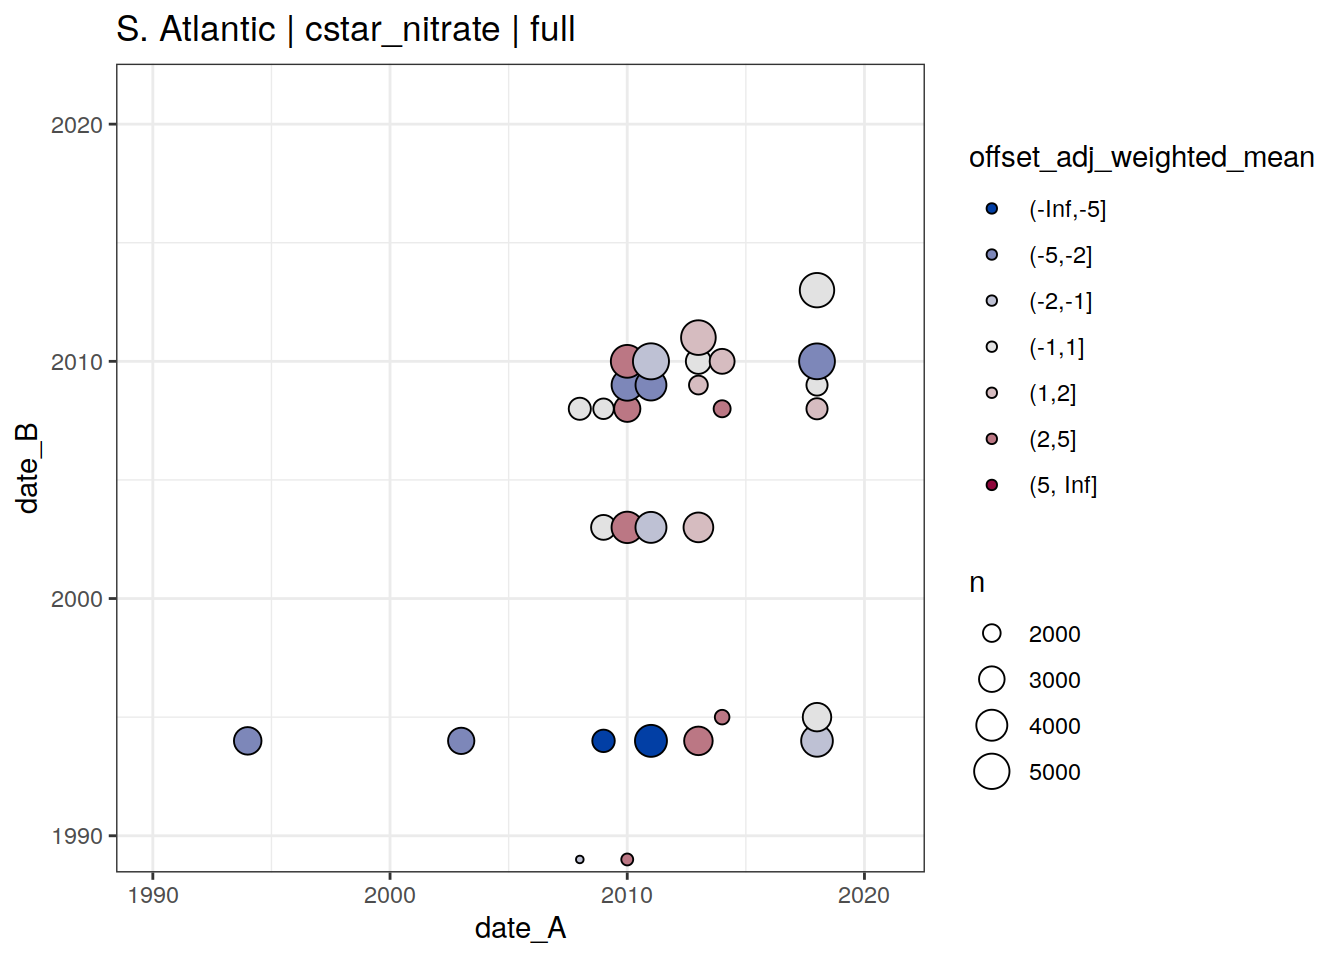 S. Atlantic | cstar_nitrate | full
2020
2010
2000
1990
date_B
1990
2000
2010
2020
date_A
offset_adj_weighted_mean
(-Inf,-5]
(-5,-2]
(-2,-1]
(-1,1]
(1,2]
(2,5]
(5, Inf]
n
2000
3000
4000
5000